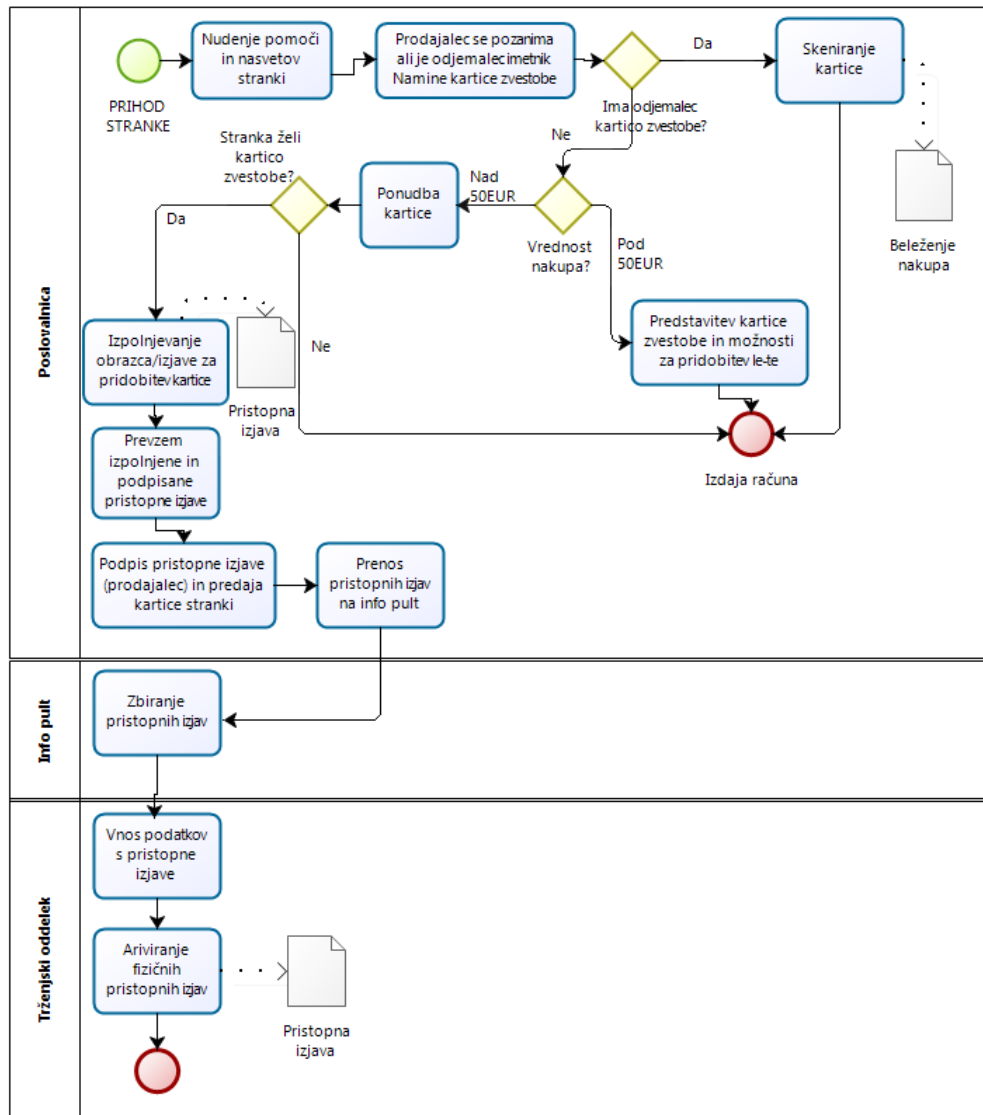 Poslovalnica
PRIHOD
STRANKE
Nudenje pomoči
in nasvetov
stranki
Prodajalec se pozanima
ali je odjemalec imetnik
Namine kartice zvestobe
Ima odjemalec
kartico zvestobe?
Da
Skeniranje
kartice
Beleženje
nakupa
Ne
Vrednost
nakupa?
Nad
50EUR
Ponudba
kartice
Pod
50EUR
Predstavitev kartice
zvestobe in možnosti
za pridobitev le-te
Stranka želi
kartico
zvestobe?
Da
Ne
Izdaja računa
Izpolnjevanje
obrazca/izjave za
pridobitev kartice
Pristopna
izjava
Prevzem
izpolnjene in
podpisane
pristopne izjave
Podpis pristopne izjave
(prodajalec) in predaja
kartice stranki
Prenos
pristopnih izjav
na info pult
Info pult
Zbiranje
pristopnih izjav
Trženjski oddelek
Vnos podatkov
s pristopne
izjave
Ariviranje
fizičnih
pristopnih izjav
Pristopna
izjava